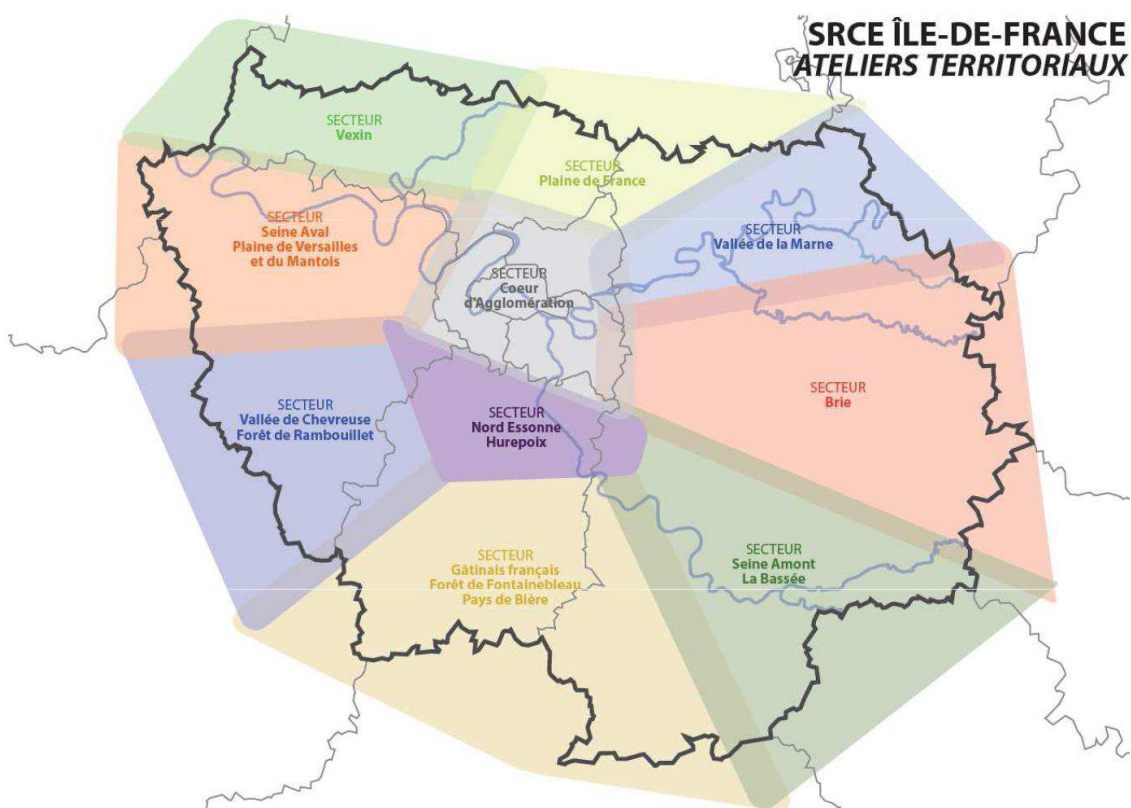 SRCE ÎLE-DE-FRANCE
ATELIERS TERRITORIAUX
SECTEUR
Vexin
SECTEUR
Plaine de France
SECTEUR
Seine Aval
Plaine de Versailles
et du Mantois
SECTEUR
Vallée de la Marne
SECTEUR
Coeur
d'Agglomération
SECTEUR
Brie
SECTEUR
Vallée de Chevreuse
Forêt de Rambouillet
SECTEUR
Nord Essonne
Hurepoix
SECTEUR
Gâtinais français
Forêt de Fontainebleau
Pays de Bière
SECTEUR
Seine Amont
La Bassée